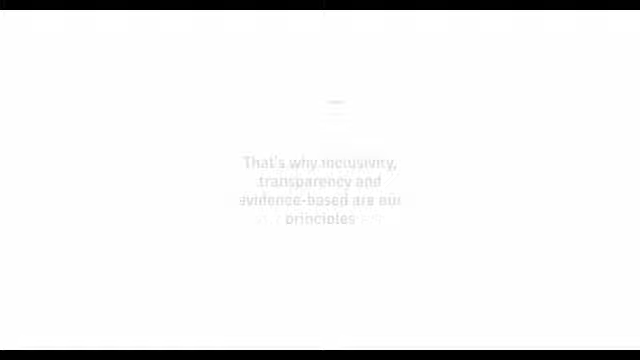 That's why inclusivity,
transparency and
evidence-based are our
principles